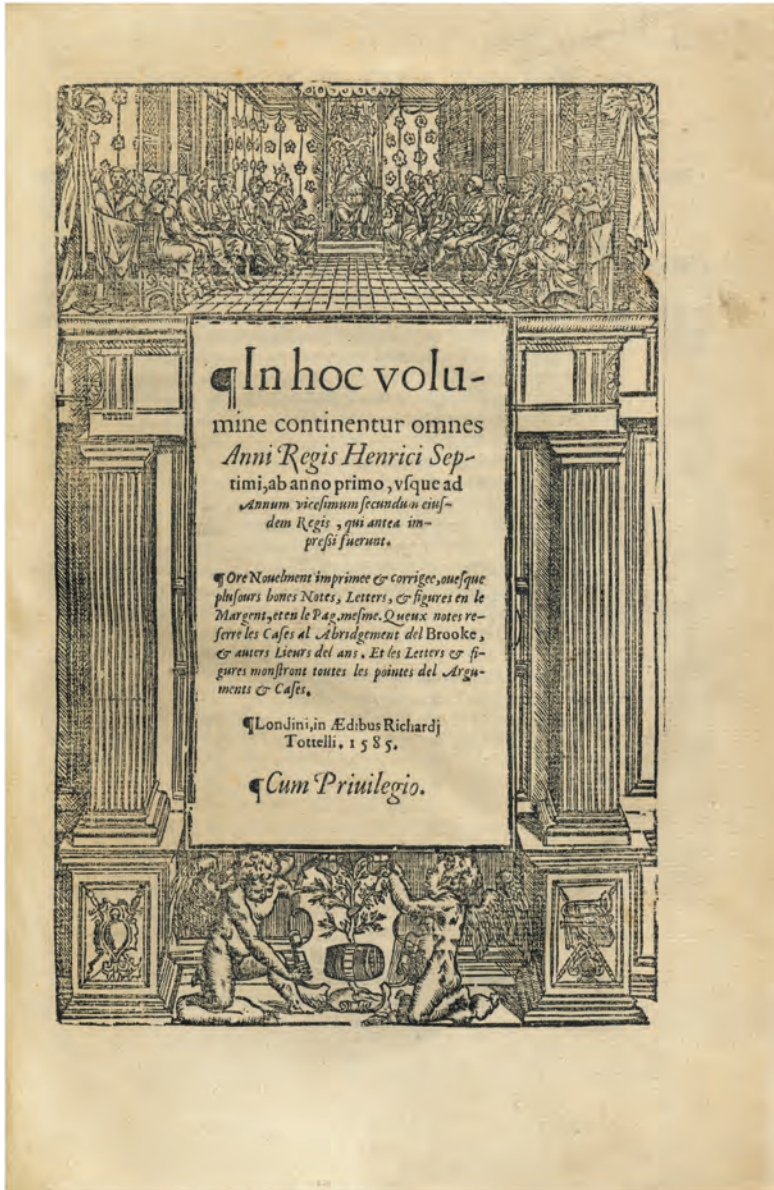 ¶In hoc volu-
mine continentur omnes
Anni Regis Henrici Sep-
timi, ab anno primo, vſque ad
Annum viceſimum ſecundum eiuſ-
dem Regis, qui antea im-
preſsi fuerunt.
¶Ore Nouelment imprimee & corrigee, oueſque
pluſours bones Notes, Letters, & figures en le
Margent, et en le Pag. meſme. Queux notes re-
ferre les Caſes al Abridgement del Brooke,
& auters Lieurs del ans. Et les Letters & fi-
gures monſtront toutes les pointes del Argu-
ments & Caſes.
¶Londini, in Ædibus Richardj
Tottelli. 1585.
¶Cum Priuilegio.